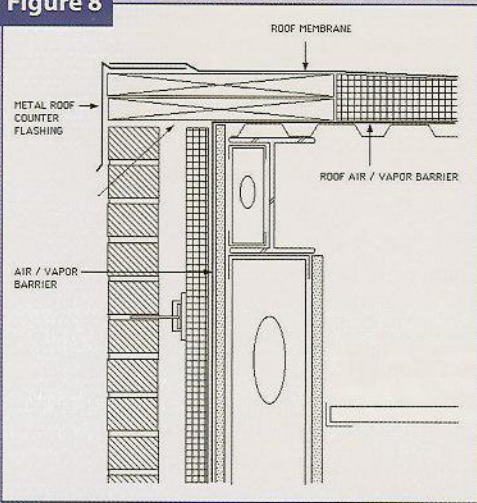 Figure 8
ROOF MEMBRANE
METAL ROOF
COUNTER
FLASHING
ROOF AIR / VAPOR BARRIER
AIR / VAPOR
BARRIER